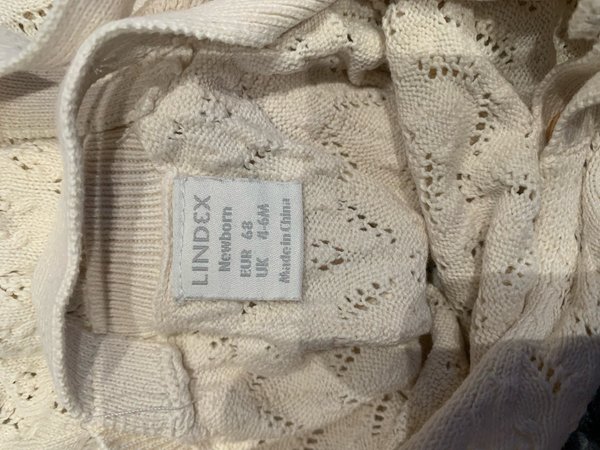 LINDEX
Newborn
EUR 68
UK 4-6M
Made in China